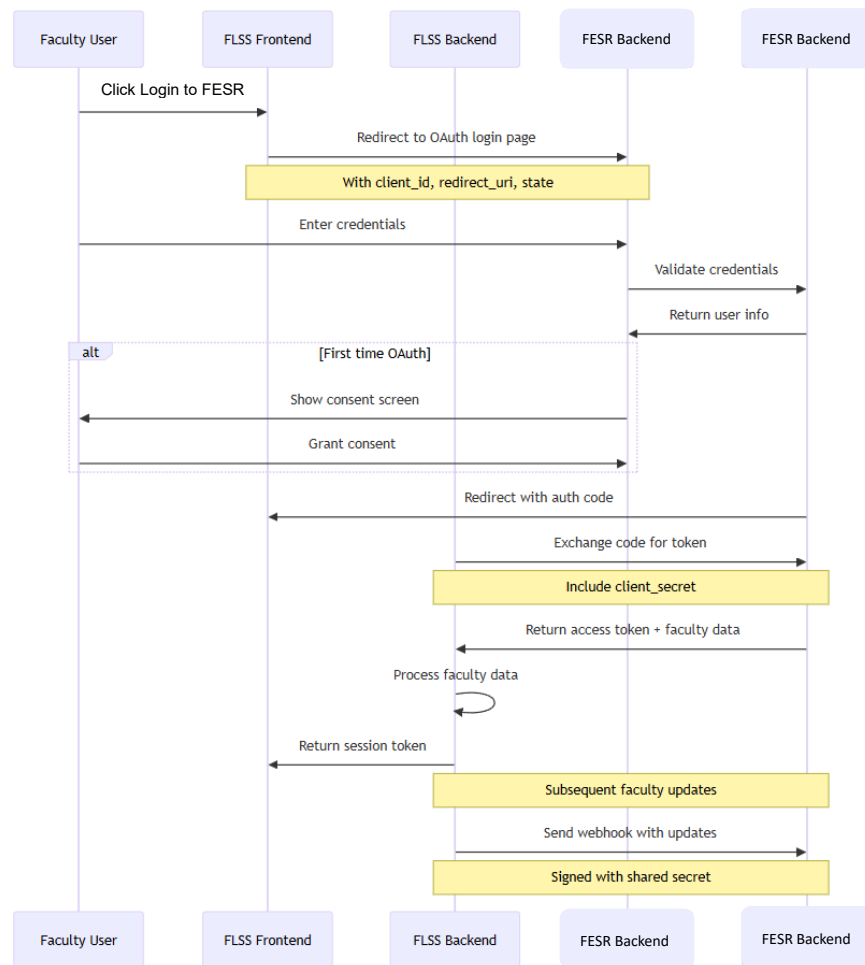 Faculty User
FLSS Frontend
FLSS Backend
FESR Backend
FESR Backend
Click Login to FESR
Redirect to OAuth login page
With client_id, redirect_uri, state
Enter credentials
Validate credentials
Return user info
alt
[First time OAuth]
Show consent screen
Grant consent
Redirect with auth code
Exchange code for token
Include client_secret
Return access token + faculty data
Process faculty data
Return session token
Subsequent faculty updates
Send webhook with updates
Signed with shared secret
Faculty User
FLSS Frontend
FLSS Backend
FESR Backend
FESR Backend